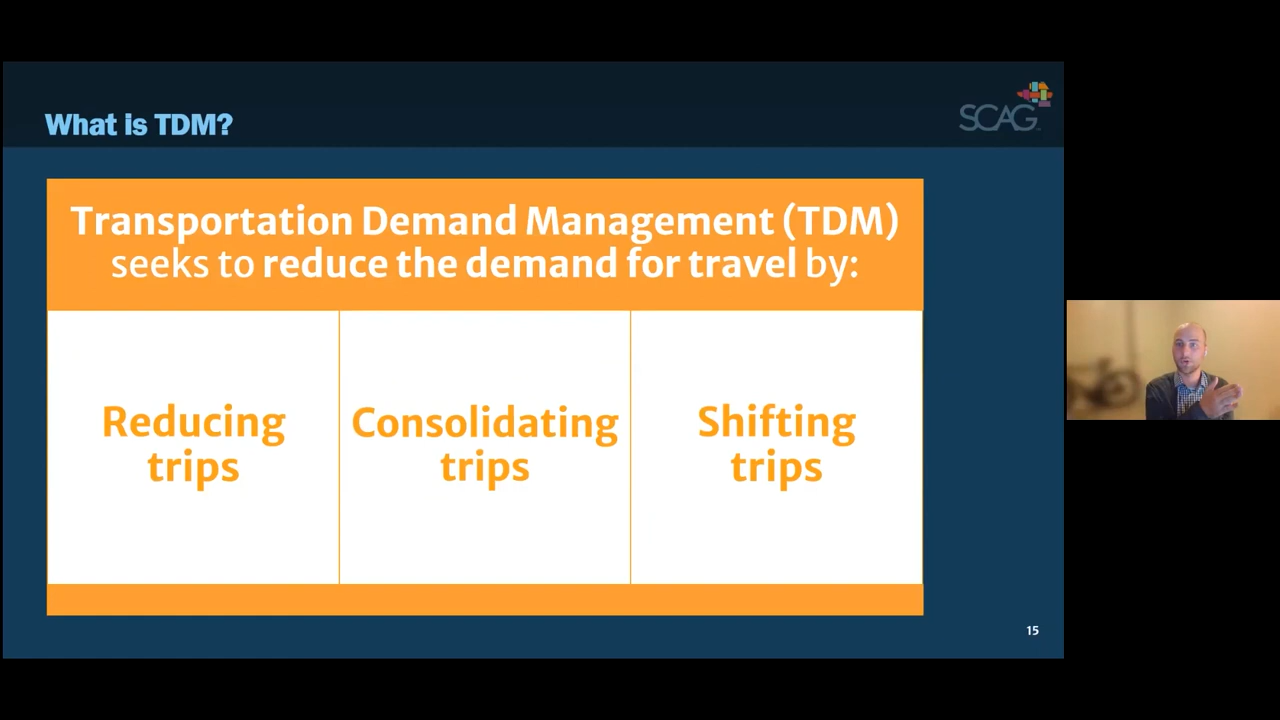 What is TDM?
SCAG
Transportation Demand Management (TDM)
seeks to reduce the demand for travel by:
Reducing
trips
Consolidating
trips
Shifting
trips
15